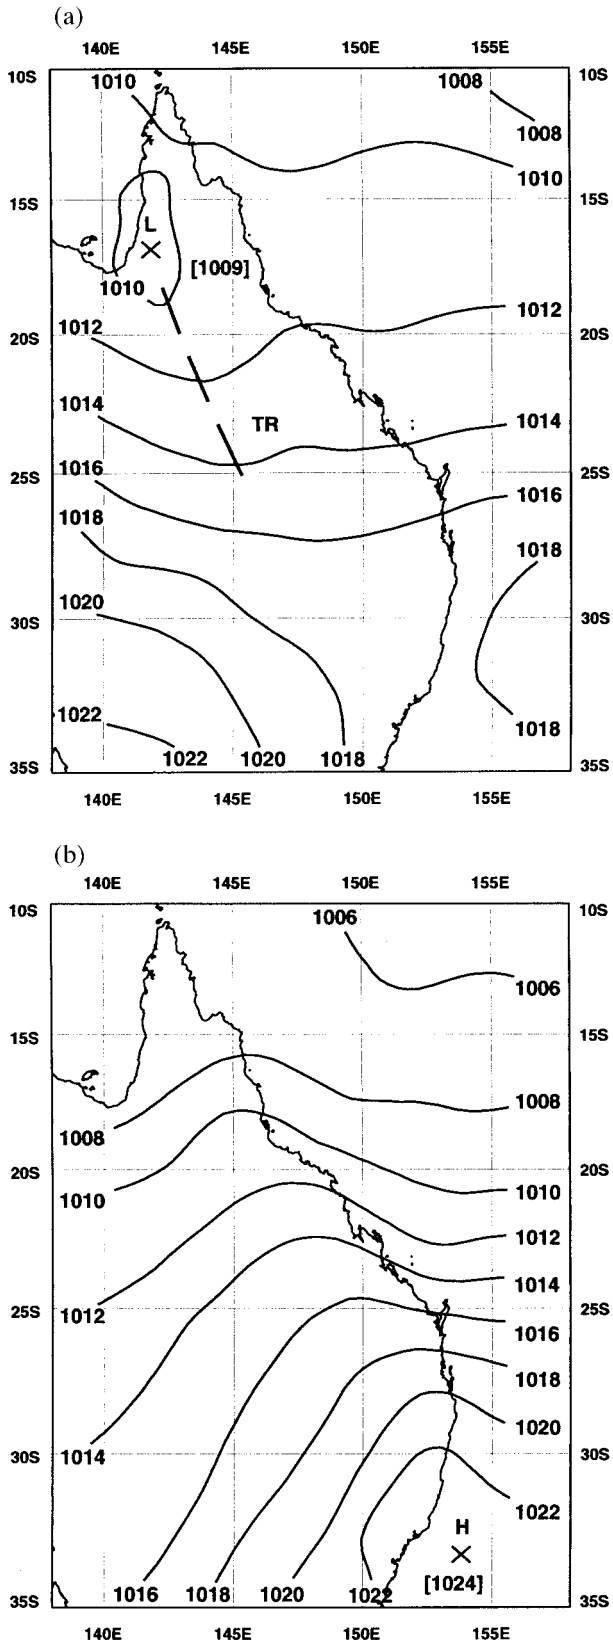 (a)
140E 145E 150E 155E
10S 1010 1008 10S
1008
1010
15S 15S
L
[1009]
1010
1012
1012
20S 20S
1014 TR 1014
1016
25S 25S
1016
1018
1018
1020
30S 30S
1022
1018
1022 1020 1018
35S 35S
140E 145E 150E 155E
(b)
140E 145E 150E 155E
10S 1006 10S
1006
15S 15S
1008
1008
20S 20S
1010 1010
1012
1014
25S 25S
1012
1016
1018
1020
1014 30S 30S
1022
H
[1024]
1016 1018 1020 1022
35S 35S
140E 145E 150E 155E